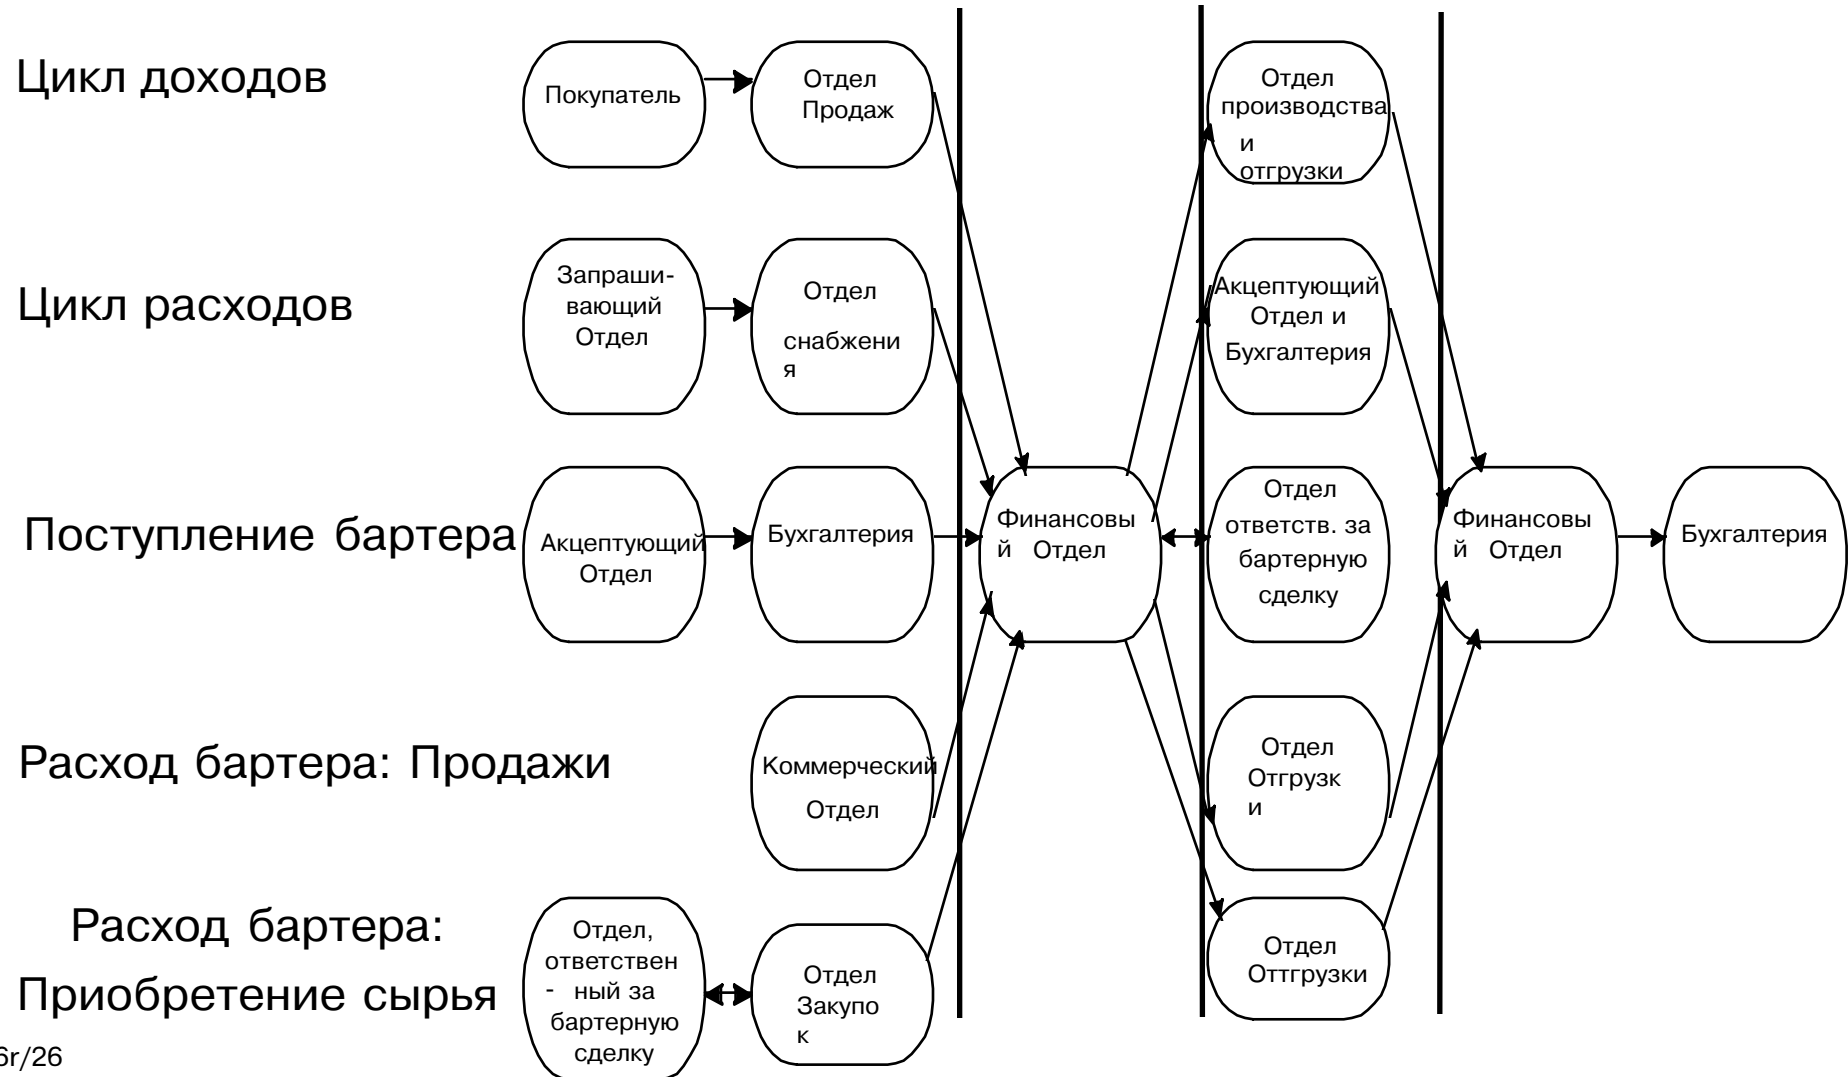 Цикл доходов
Покупатель
Отдел
Продаж
Отдел
производства
и
отгрузки
Цикл расходов
Запраши-
вающий
Отдел
Отдел
снабжени
я
Акцептующий
Отдел и
Бухгалтерия
Поступление бартера
Акцептующий
Отдел
Бухгалтерия
Финансовы
й Отдел
Отдел
ответств. за
бартерную
сделку
Финансовы
й Отдел
Бухгалтерия
Расход бартера: Продажи
Коммерческий
Отдел
Отдел
Отгрузк
и
Расход бартера:
Приобретение сырья
Отдел,
ответствен
- ный за
бартерную
сделку
Отдел
Закупо
к
Отдел
Оттгрузки
6r/26